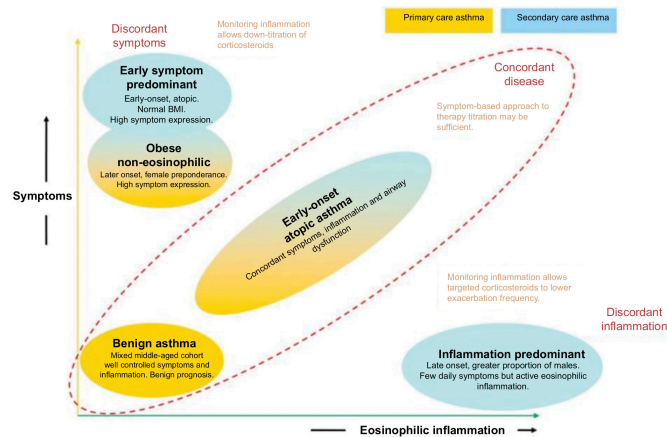 Primary care asthma
Secondary care asthma
Discordant
symptoms
Monitoring inflammation
allows down-titration of
corticosteroids
Early symptom
predominant
Early-onset, atopic.
Normal BMI.
High symptom expression.
Obese
non-eosinophilic
Later onset, female preponderance.
High symptom expression.
Concordant
disease
Symptom-based approach to
therapy titration may be
sufficient.
Symptoms
Early-onset
atopic asthma
Concordant symptoms, inflammation and airway
dysfunction
Monitoring inflammation allows
targeted corticosteroids to lower
exacerbation frequency.
Discordant
inflammation
Benign asthma
Mixed middle-aged cohort
well controlled symptoms and
inflammation. Benign prognosis.
Inflammation predominant
Late onset, greater proportion of males.
Few daily symptoms but active eosinophilic
inflammation.
Eosinophilic inflammation